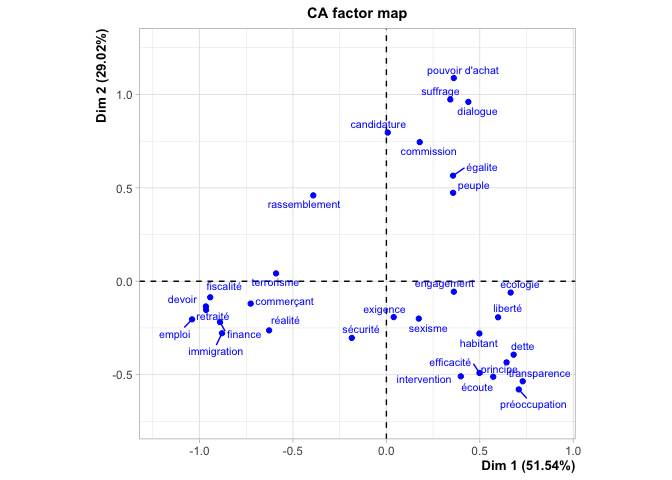 CA factor map
Dim 2 (29.02%)
pouvoir d'achat
suffrage
1.0
dialogue
candidature
commission
égalite
0.5
peuple
rassemblement
0.0
terrorisme
fiscalité
engagement
écologie
devoir
commerçant
exigence
liberté
retraité
réalité
sécurité
sexisme
emploi
finance
habitant
immigration
dette
efficacité
principe
transparence
-0.5
intervention
écoute
préoccupation
-1.0
-0.5
0.0
0.5
1.0
Dim 1 (51.54%)